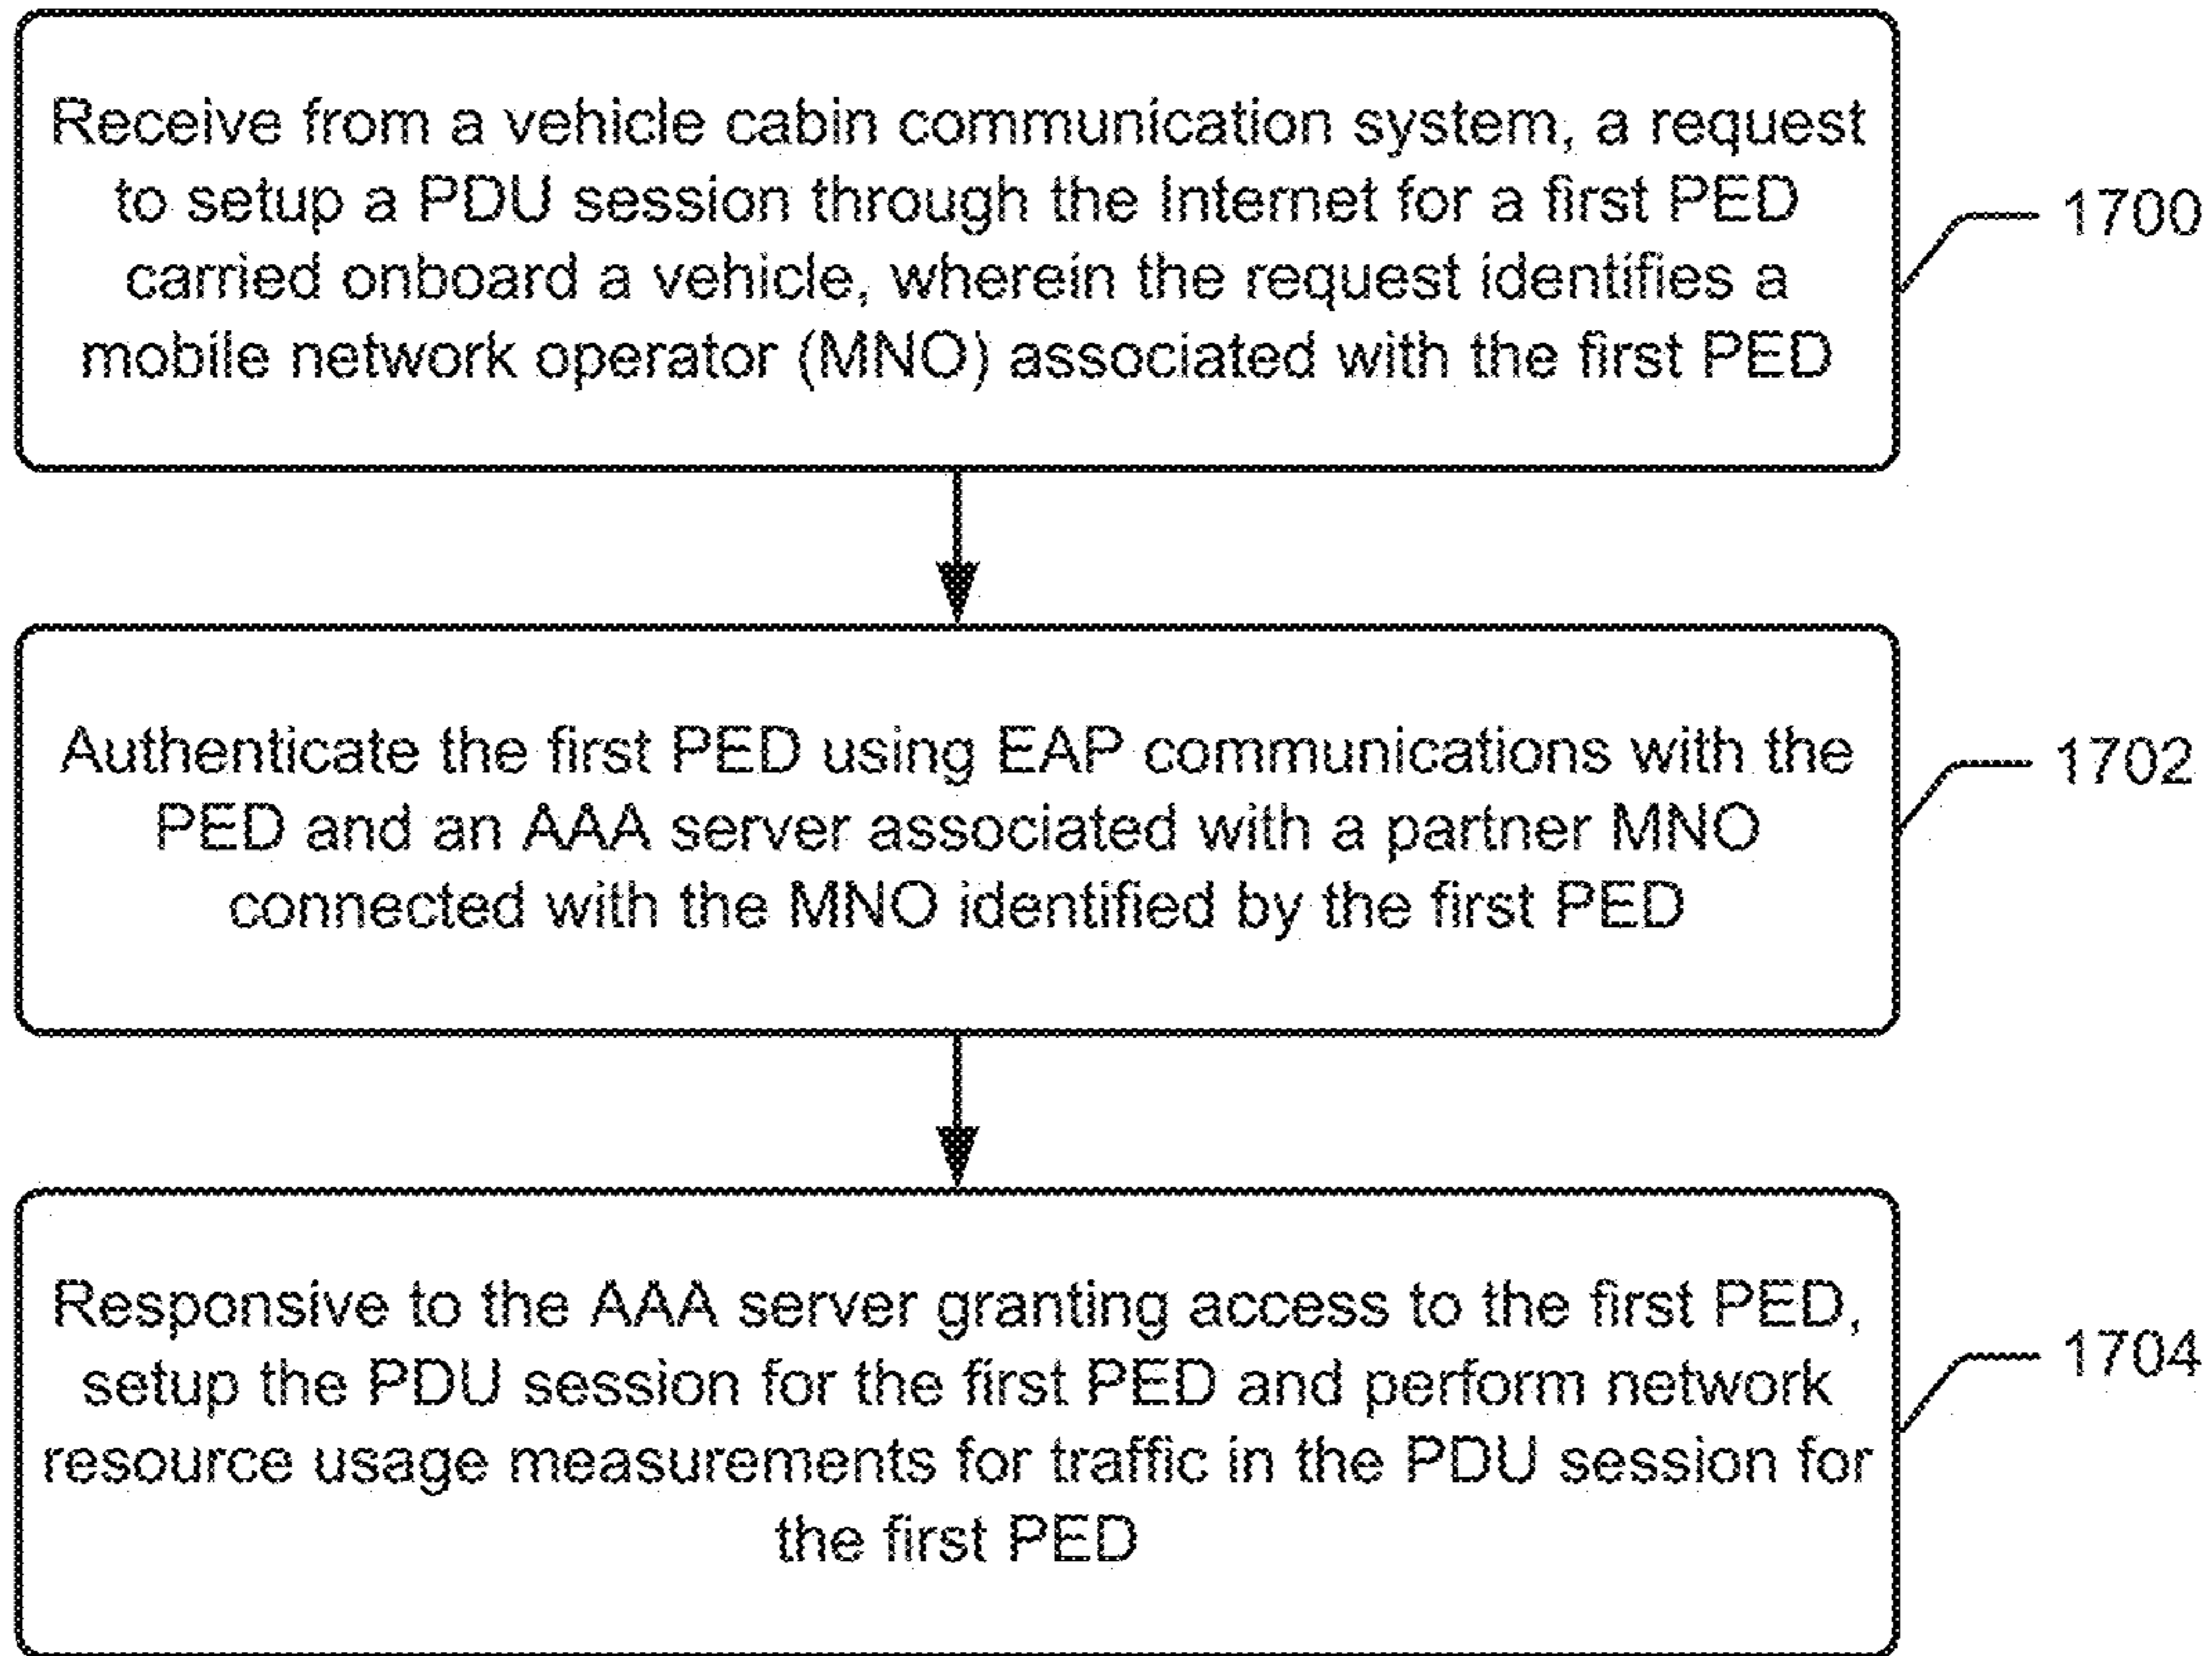 Receive from a vehicle cabin communication system, a request
to setup a PDU session through the Internet for a first PED
carried onboard a vehicle, wherein the request identifies a
mobile network operator (MNO) associated with the first PED
1700
Authenticate the first PED using EAP communications with the
PED and an AAA server associated with a partner MNO
connected with the MNO identified by the first PED
1702
Responsive to the AAA server granting access to the first PED,
setup the PDU session for the first PED and perform network
resource usage measurements for traffic in the PDU session for
the first PED
1704